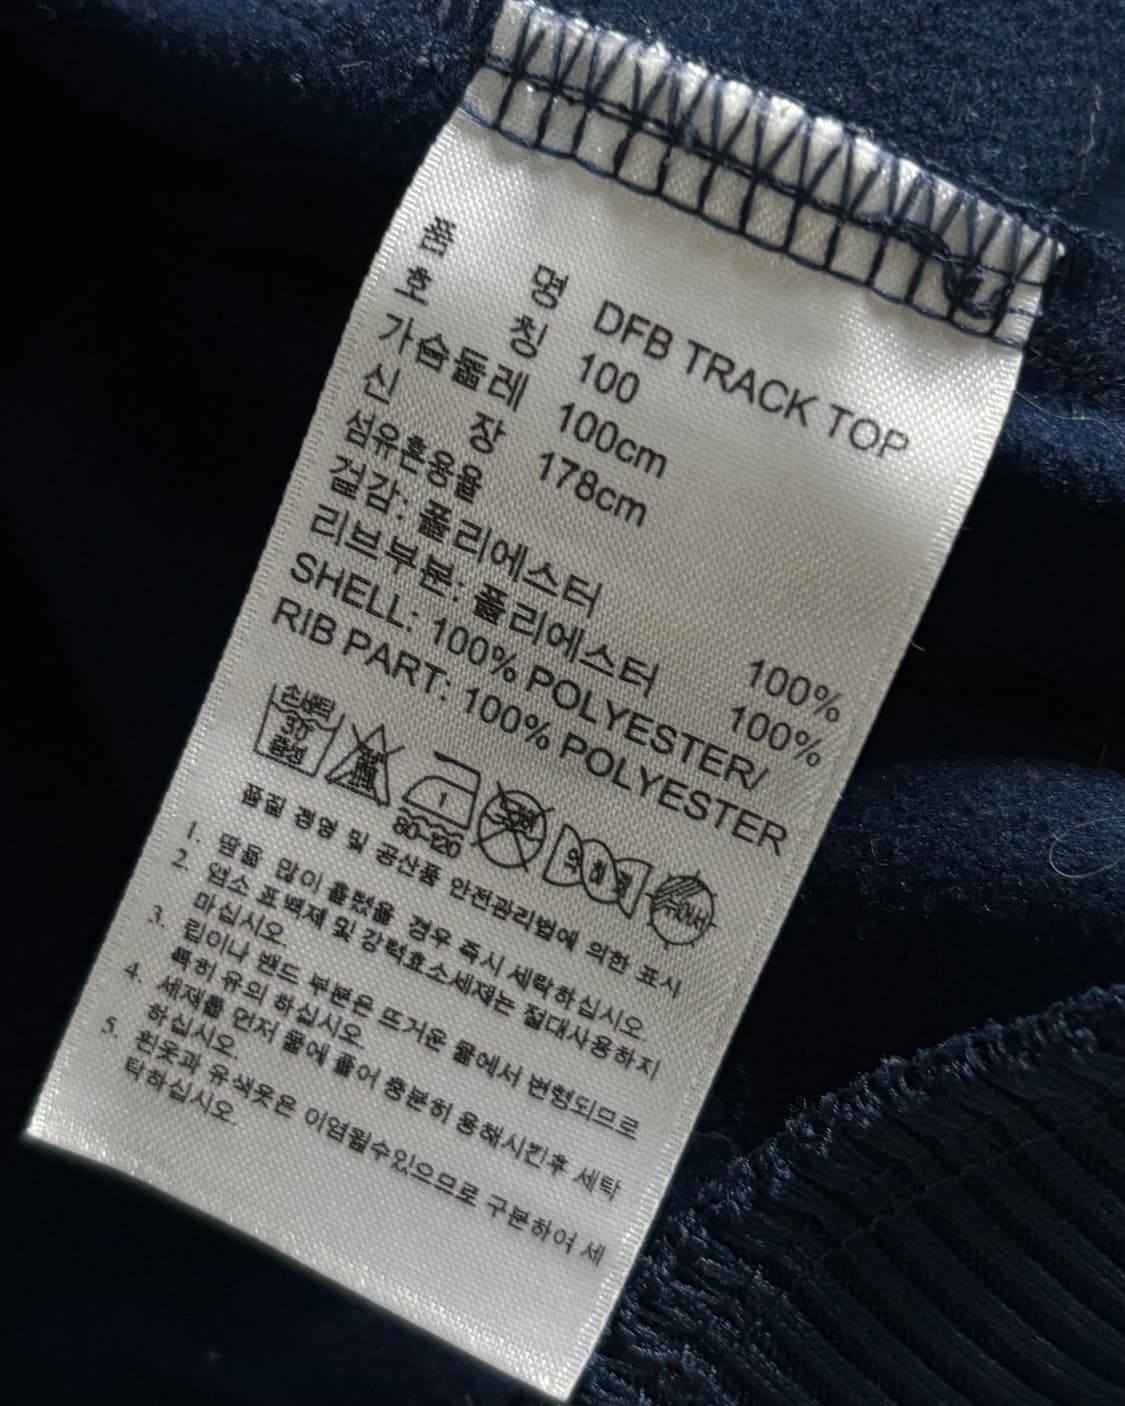 품 명 DFB TRACK TOP
호 칭 100
가슴둘레 100cm
신 장 178cm
섬유혼용율
겉감: 폴리에스터 100%
리브부분: 폴리에스터 100%
SHELL: 100% POLYESTER/
RIB PART: 100% POLYESTER
손세탁 30 중성
80~120
품질 경영 및 공산품 안전관리법에 의한 표시
1. 땀을 많이 흘렸을 경우 즉시 세탁하십시오.
2. 염소 표백제 및 강력효소세제는 절대사용하지
마십시오.
3. 립이나 밴드 부분은 뜨거운 물에서 변형되므로
특히 유의 하십시오.
4. 세재를 먼저 물에 풀어 충분히 용해시킨후 세탁
하십시오.
5. 흰옷과 유색옷은 이염될수있으므로 구분하여 세
탁하십시오.